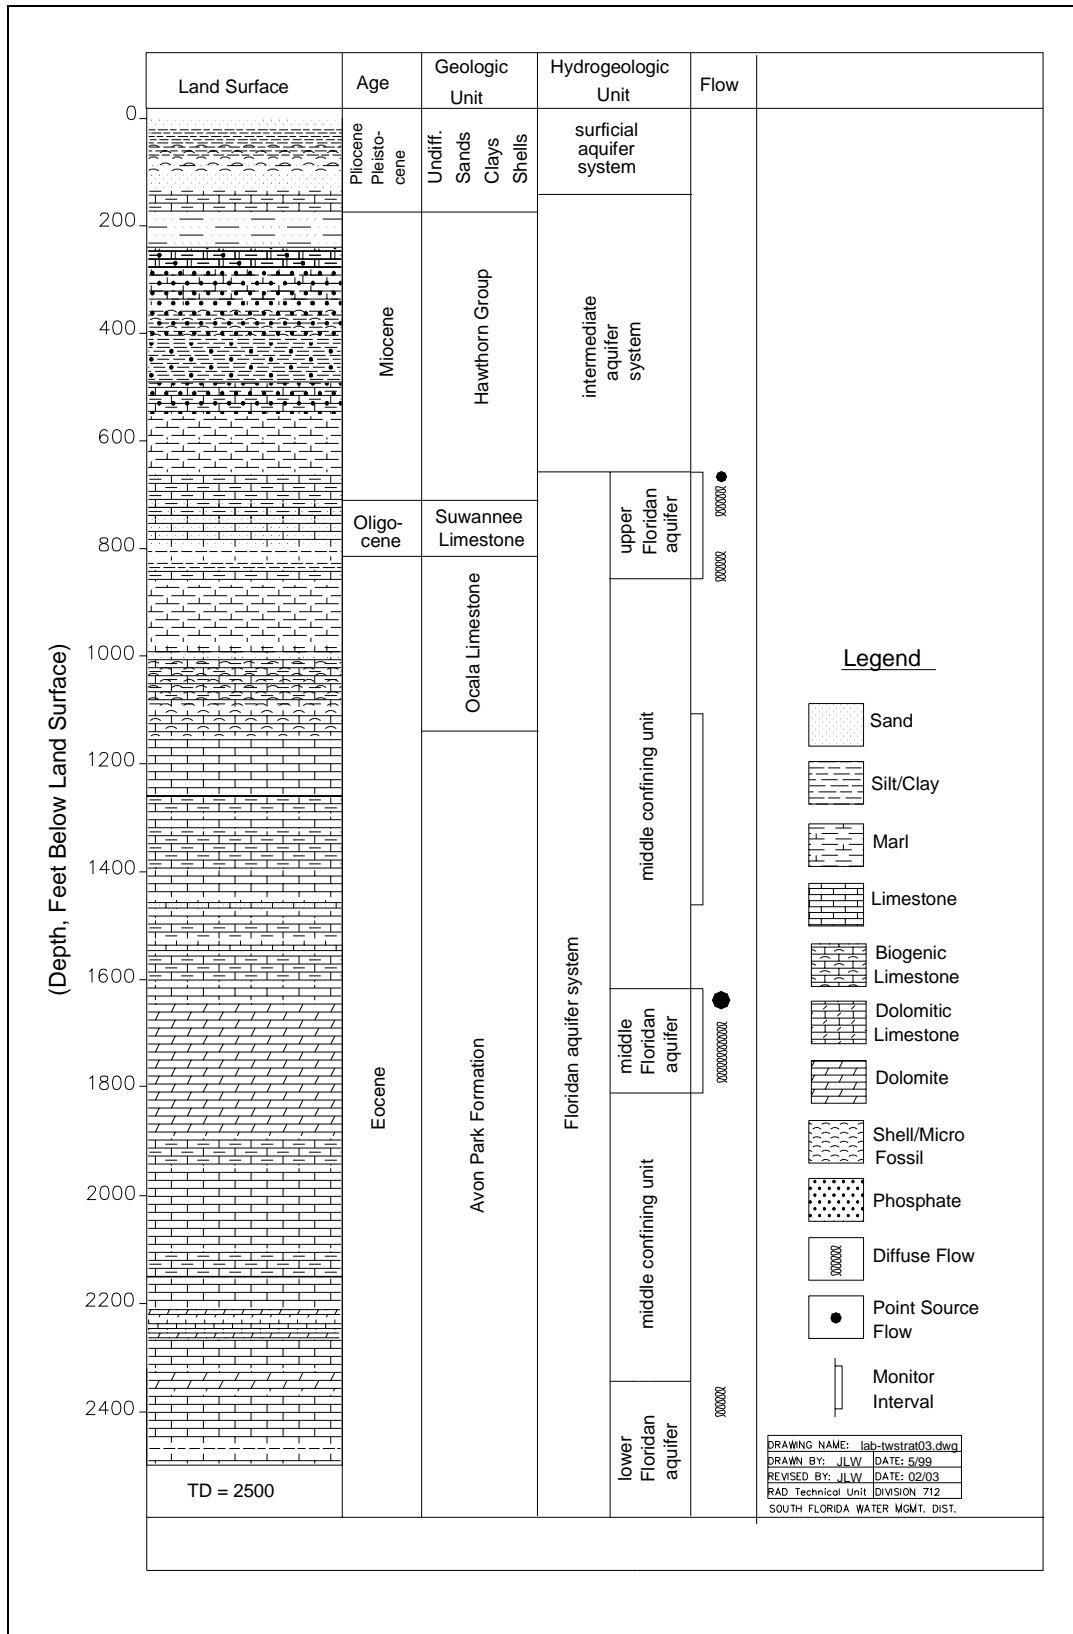 Land Surface
Age
Geologic
Unit
Hydrogeologic
Unit
Flow
0
200
400
600
800
1000
1200
1400
1600
1800
2000
2200
2400
(Depth, Feet Below Land Surface)
Pliocene
Pleisto-
cene
Undiff.
Sands
Clays
Shells
surficial
aquifer
system
Miocene
Hawthorn Group
intermediate
aquifer
system
Oligo-
cene
Suwannee
Limestone
upper
Floridan
aquifer
Ocala Limestone
middle confining unit
Floridan aquifer system
middle
Floridan
aquifer
Eocene
Avon Park Formation
middle confining unit
lower
Floridan
aquifer
TD = 2500
Legend
Sand
Silt/Clay
Marl
Limestone
Biogenic
Limestone
Dolomitic
Limestone
Dolomite
Shell/Micro
Fossil
Phosphate
Diffuse Flow
Point Source
Flow
Monitor
Interval
DRAWING NAME: lab-twstrat03.dwg
DRAWN BY: JLW DATE: 5/99
REVISED BY: JLW DATE: 02/03
RAD Technical Unit DIVISION 712
SOUTH FLORIDA WATER MGMT. DIST.